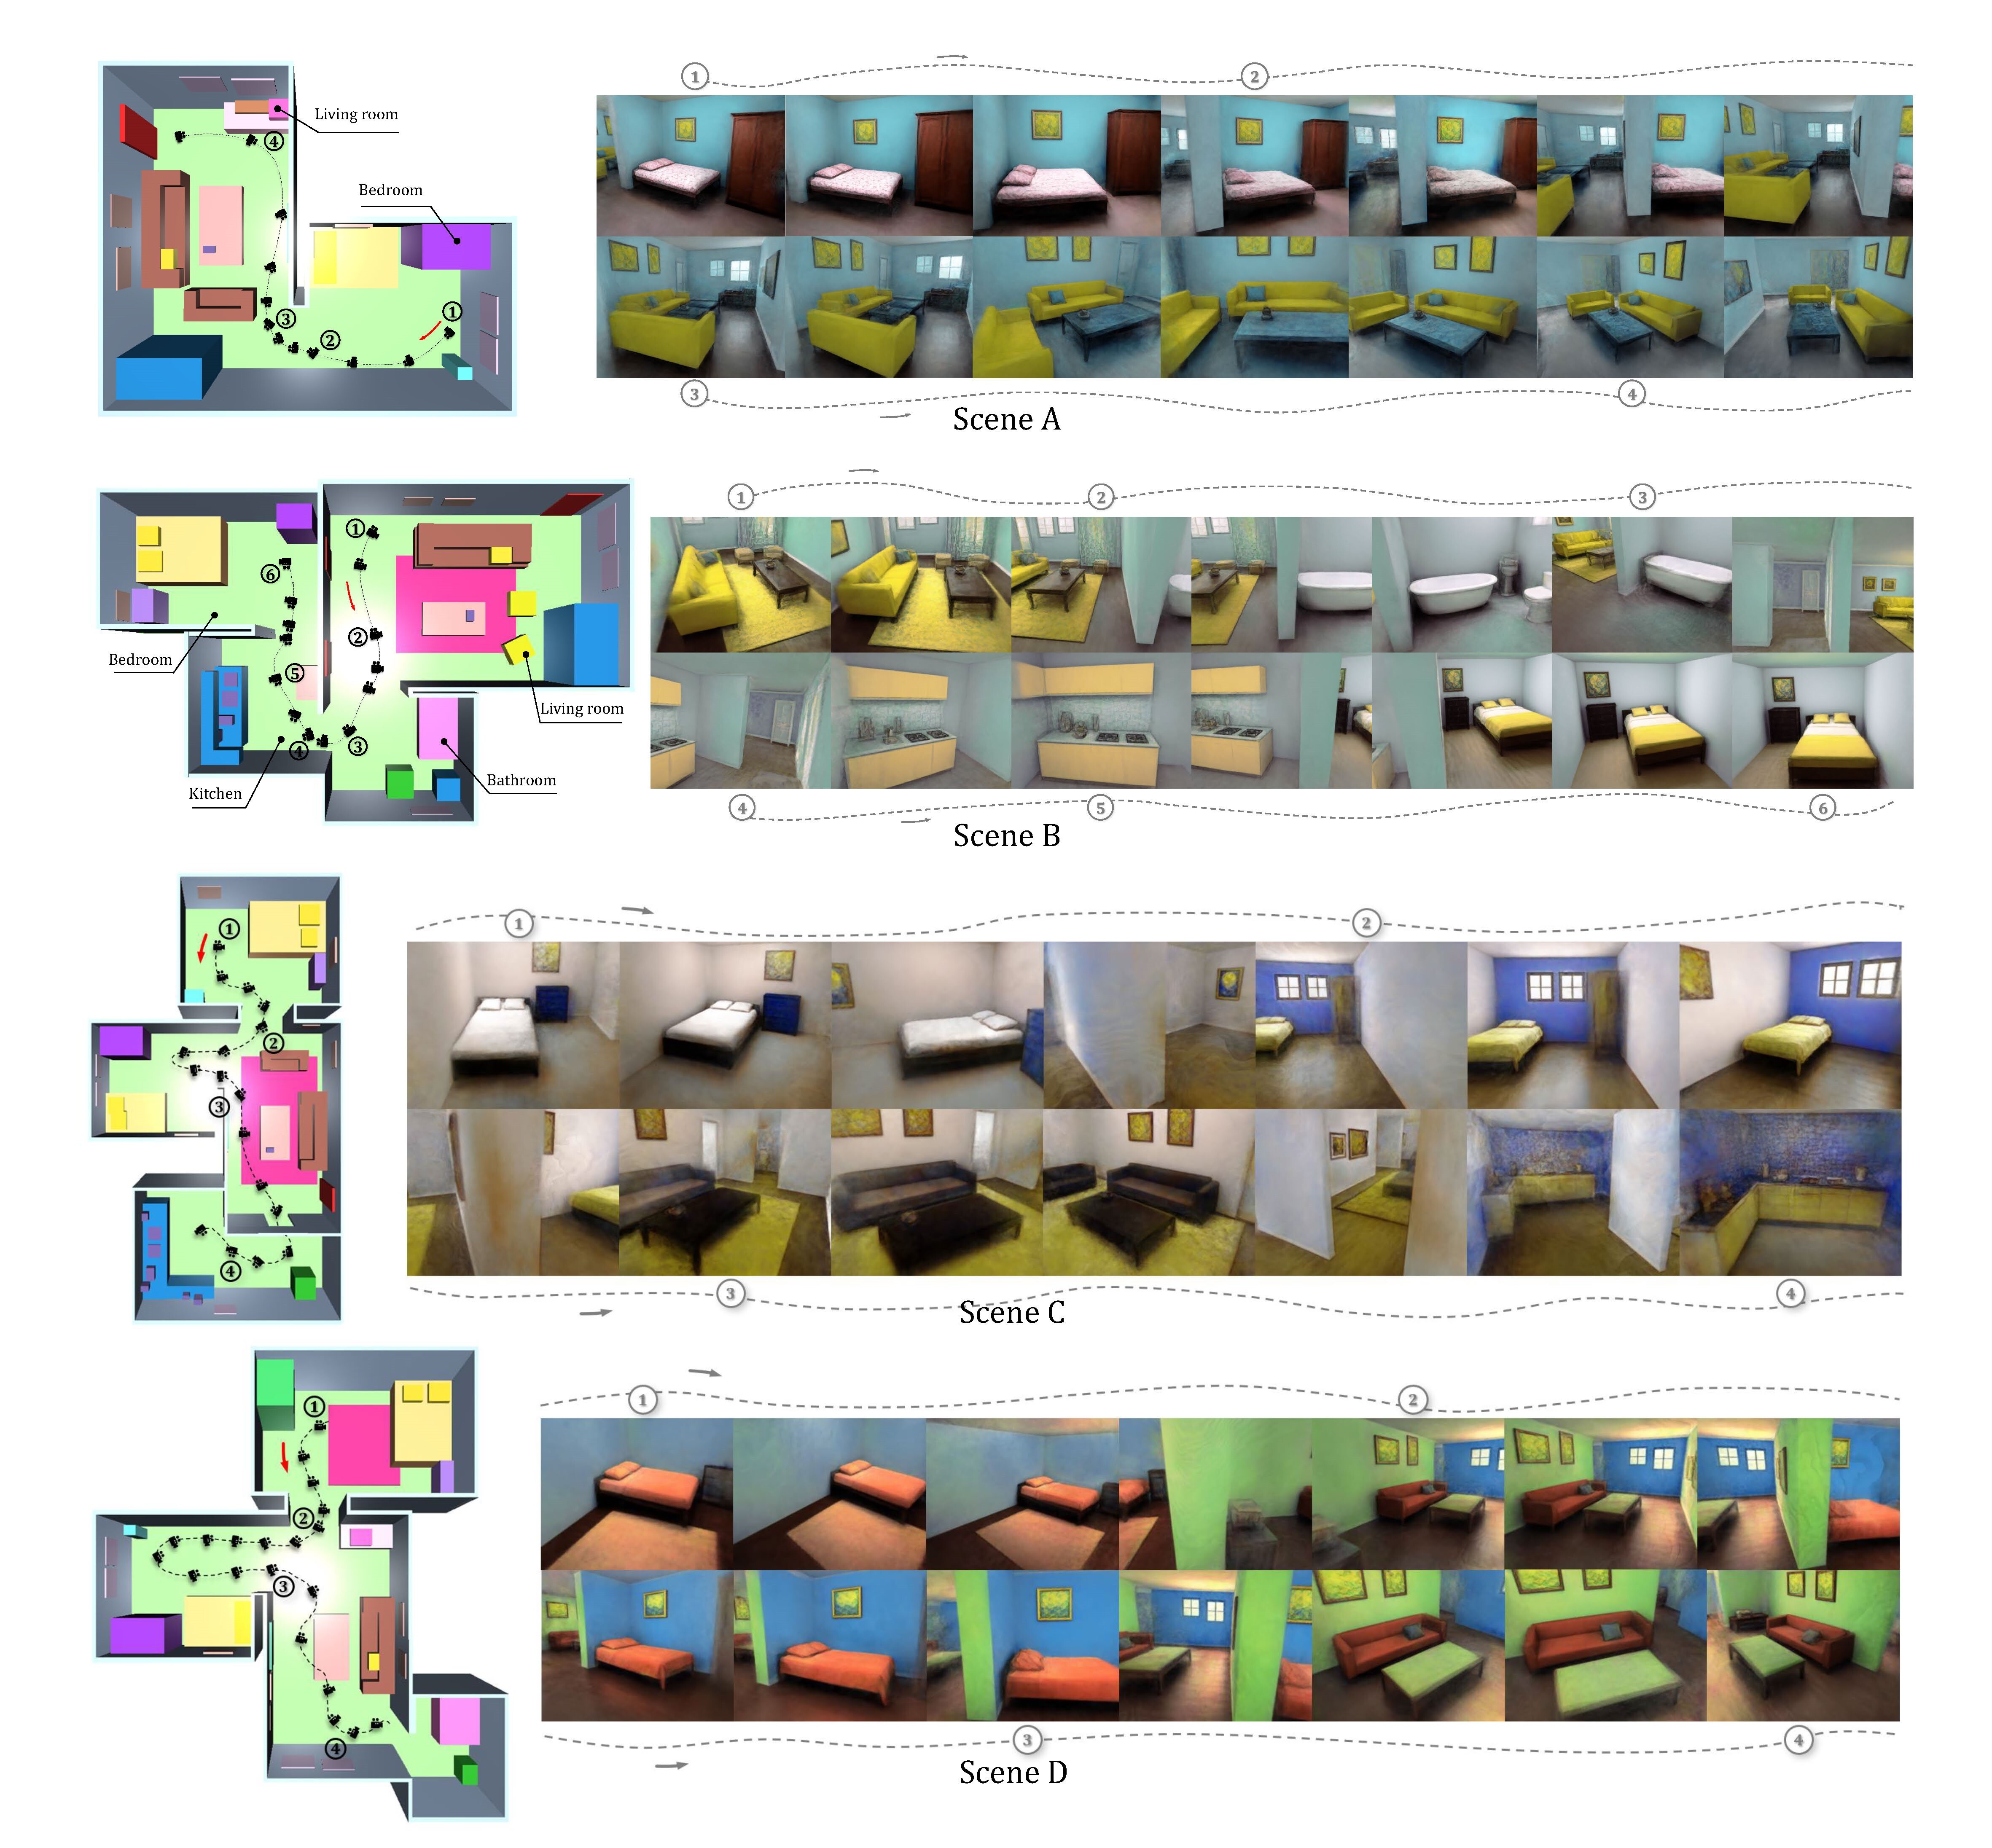 ① ②
Living room
④
Bedroom
①
③ ②
③ ④
Scene A
① ② ③
①
⑥
②
⑤
Bedroom
Living room
④ ③
Bathroom
Kitchen
④ ⑤ ⑥
Scene B
① ②
①
②
③
④
③ ④
Scene C
① ②
①
②
③
④
③ ④
Scene D